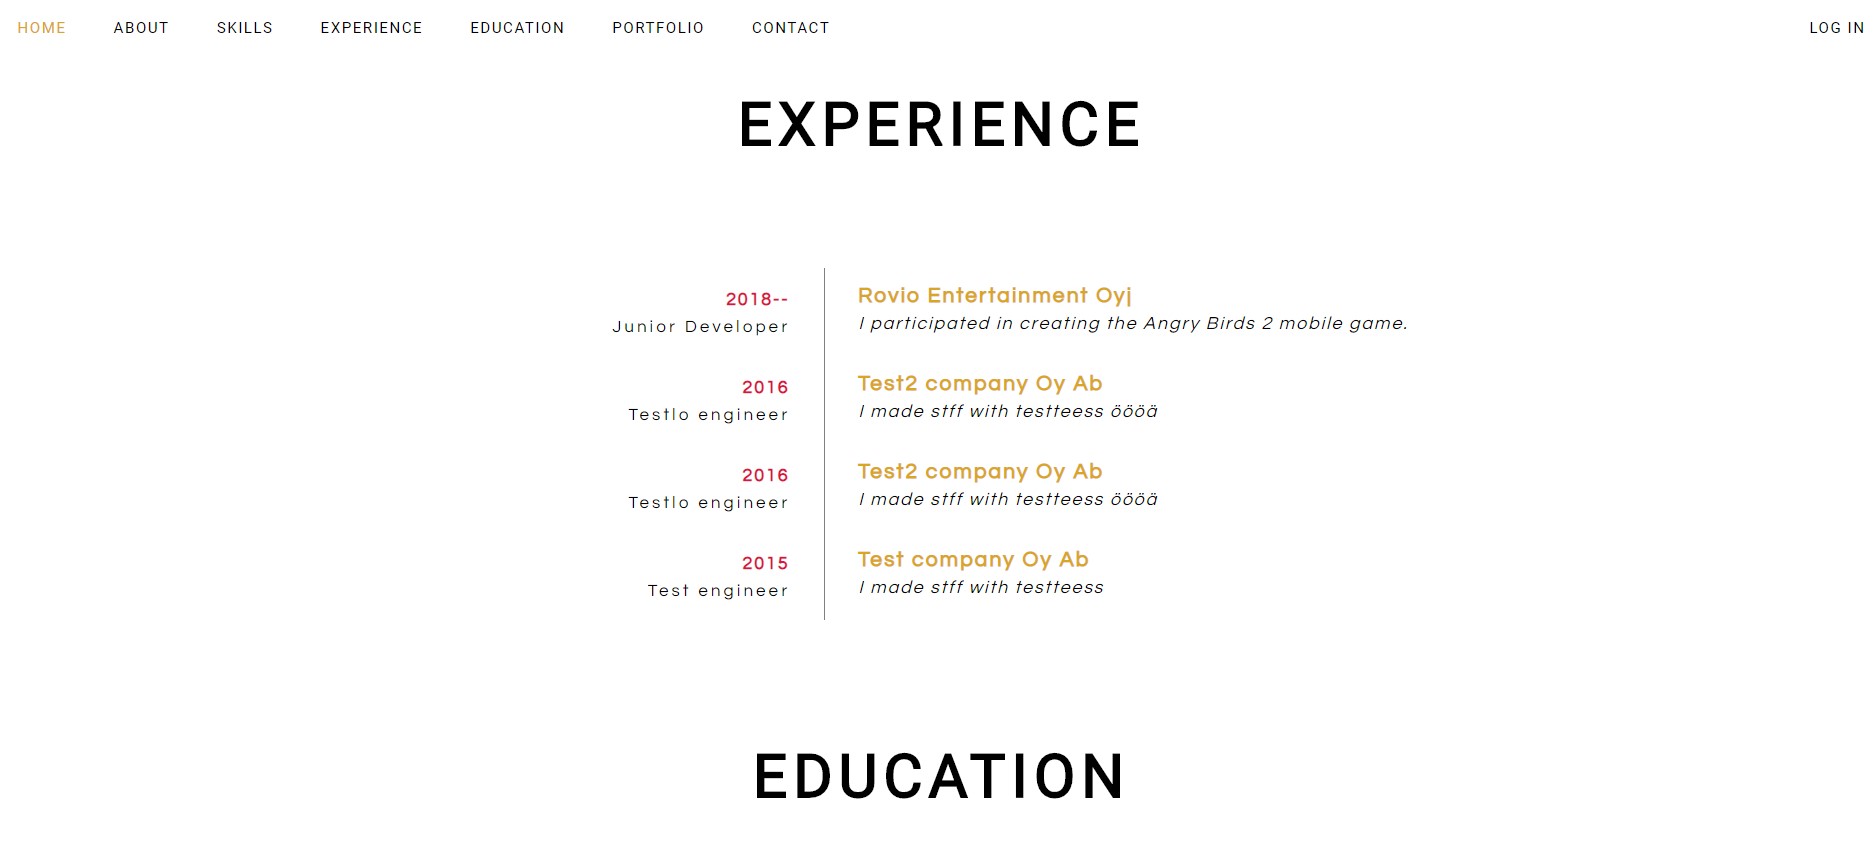 HOME ABOUT SKILLS EXPERIENCE EDUCATION PORTFOLIO CONTACT LOG IN
EXPERIENCE
2018--
Junior Developer
Rovio Entertainment Oyj
I participated in creating the Angry Birds 2 mobile game.
2016
Testlo engineer
Test2 company Oy Ab
I made stff with testteess öööä
2016
Testlo engineer
Test2 company Oy Ab
I made stff with testteess öööä
2015
Test engineer
Test company Oy Ab
I made stff with testteess
EDUCATION